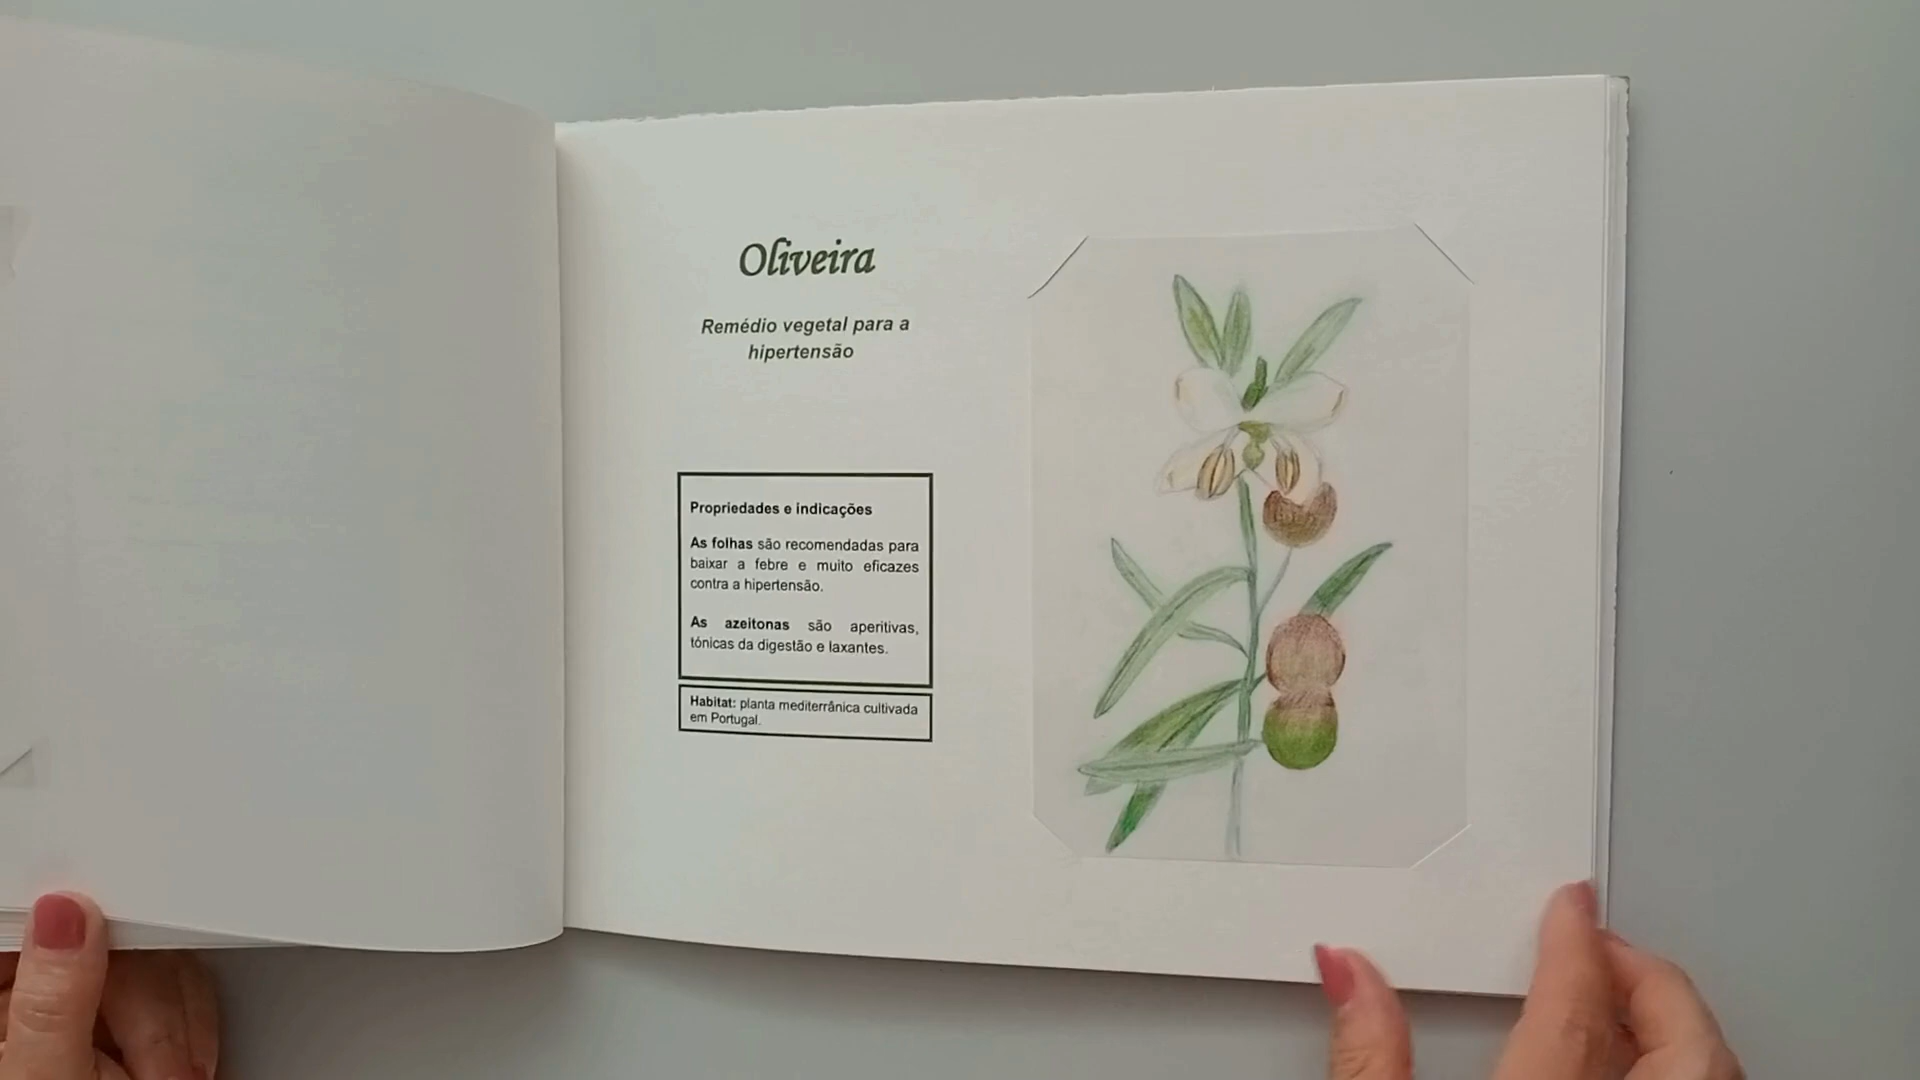 Oliveira
Remédio vegetal para a
hipertensão
Propriedades e indicações
As folhas são recomendadas para
baixar a febre e muito eficazes
contra a hipertensão.
As azeitonas são aperitivas,
tónicas da digestão e laxantes.
Habitat: planta mediterrânica cultivada
em Portugal.